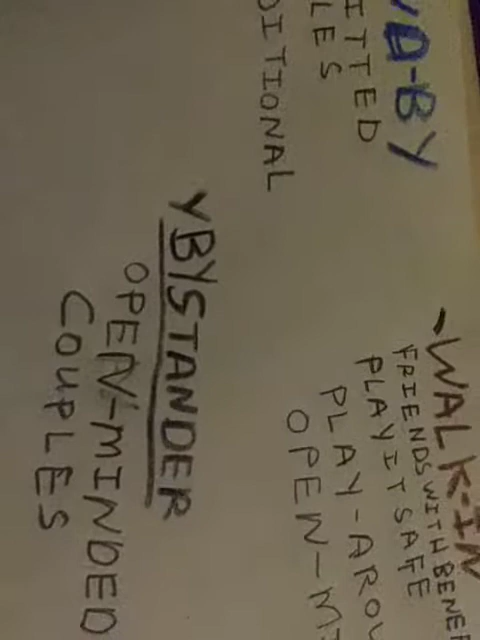 D-BY
ITTED
LES
DITIONAL
-WALK-IN
FRIENDS WITH BENE
PLAY IT SAFE
PLAY-AROU
OPEN-M
YBYSTANDER
OPEN-MINDED
COUPLES